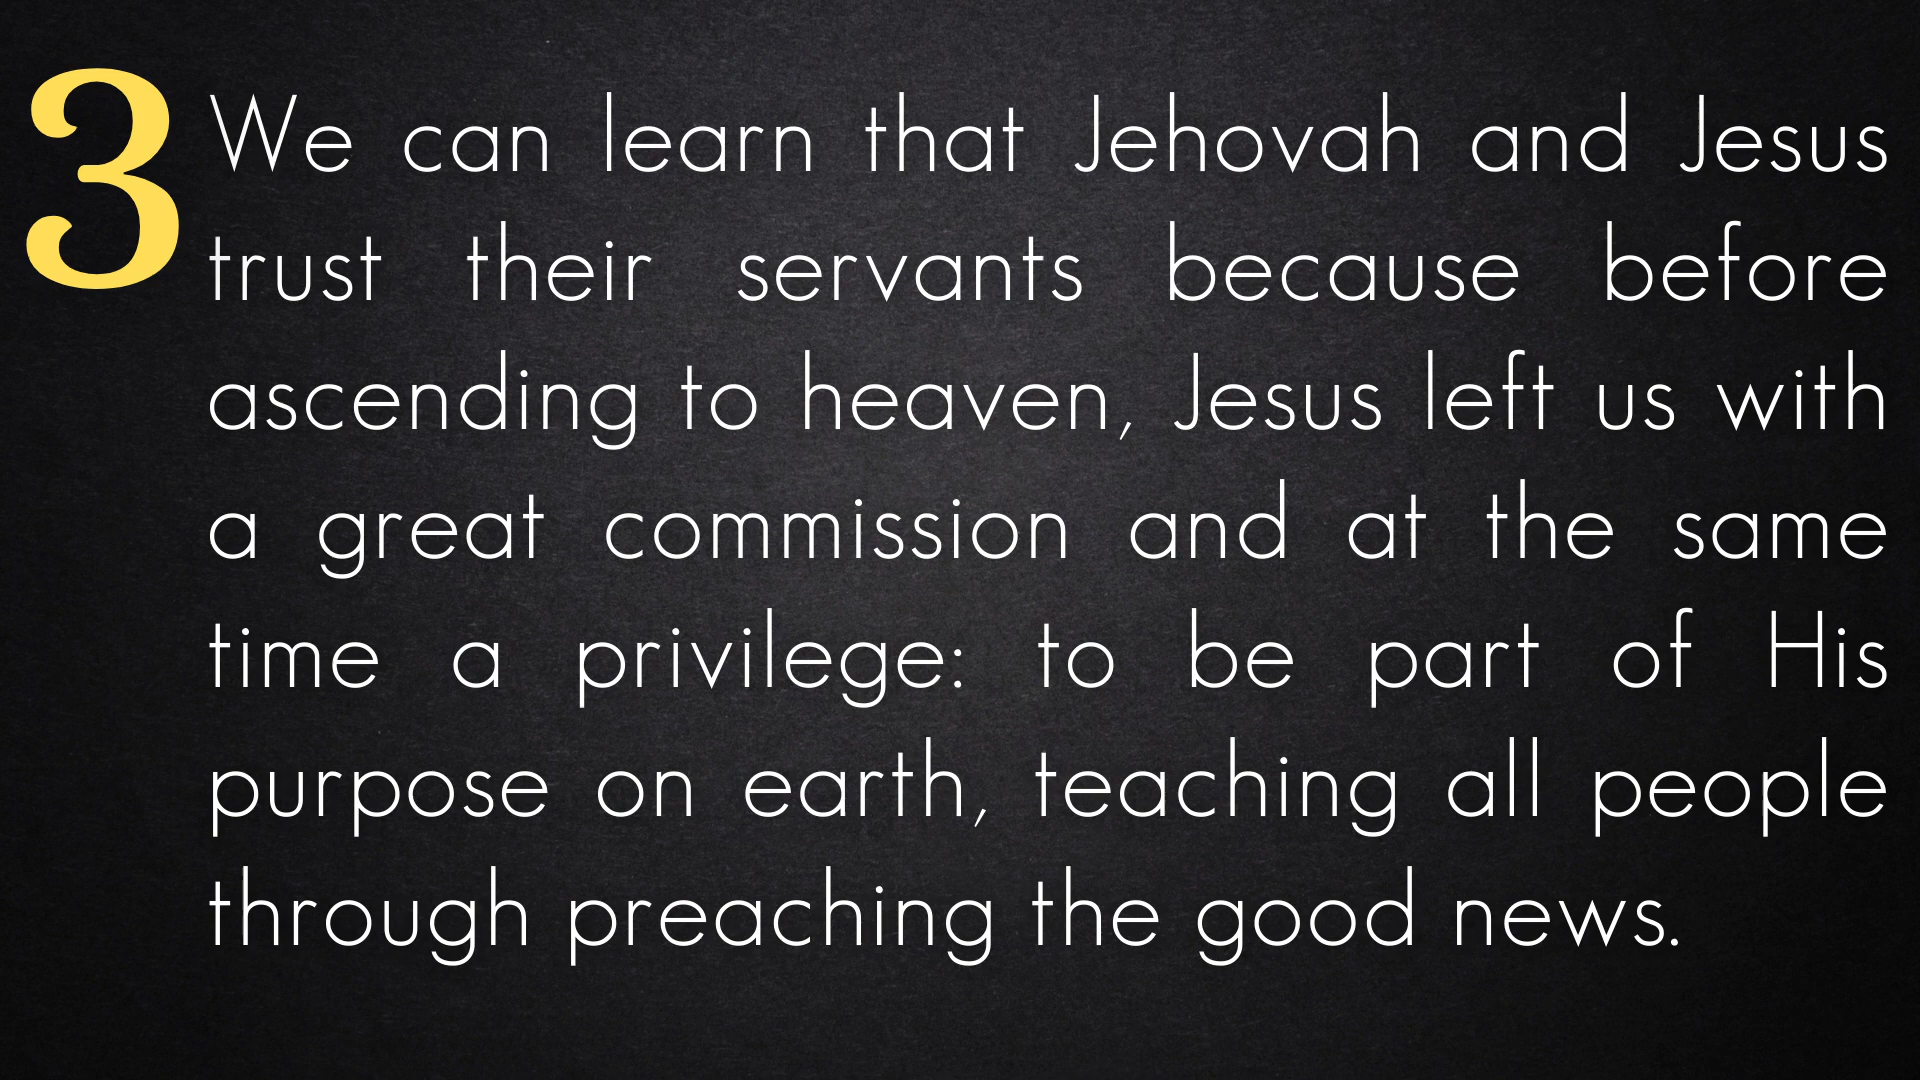 3
We can learn that Jehovah and Jesus
trust their servants because before
ascending to heaven, Jesus left us with
a great commission and at the same
time a privilege: to be part of His
purpose on earth, teaching all people
through preaching the good news.